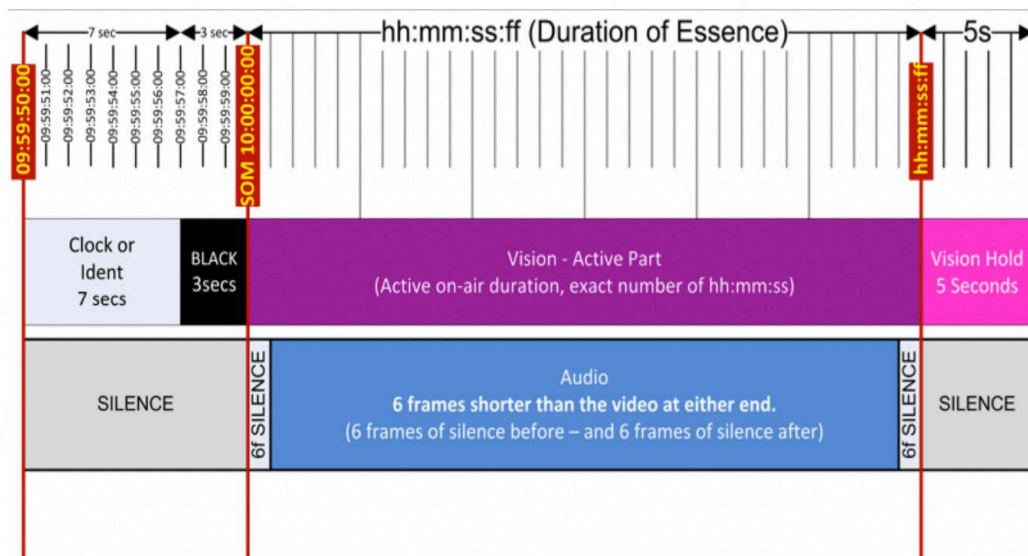 7 sec
3 sec
hh:mm:ss:ff (Duration of Essence)
5s
09:59:50:00
09:59:51:00
09:59:52:00
09:59:53:00
09:59:54:00
09:59:55:00
09:59:56:00
09:59:57:00
09:59:58:00
09:59:59:00
SOM 10:00:00:00
hh:mm:ss:ff
Clock or
Ident
7 secs
BLACK
3secs
Vision - Active Part
(Active on-air duration, exact number of hh:mm:ss)
Vision Hold
5 Seconds
SILENCE
6f SILENCE
Audio
6 frames shorter than the video at either end.
(6 frames of silence before – and 6 frames of silence after)
6f SILENCE
SILENCE